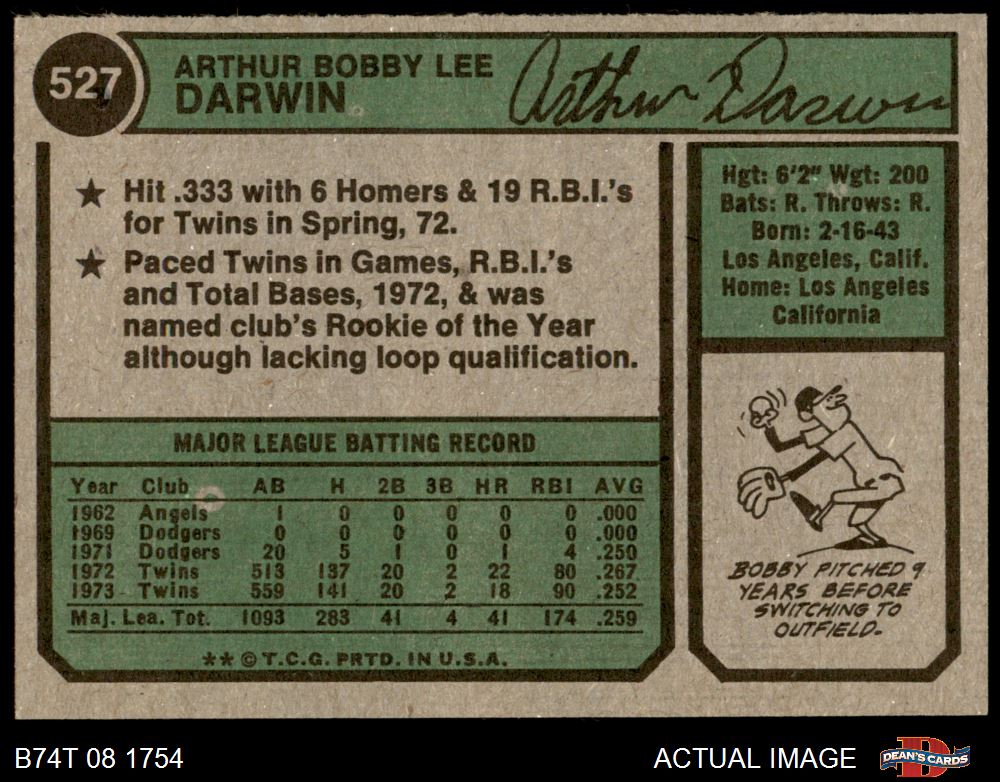 527
ARTHUR BOBBY LEE
DARWIN
Arthur Darwin
★ Hit .333 with 6 Homers & 19 R.B.I.'s
for Twins in Spring, 72.
★ Paced Twins in Games, R.B.I.'s
and Total Bases, 1972, & was
named club's Rookie of the Year
although lacking loop qualification.
Hgt: 6'2" Wgt: 200
Bats: R. Throws: R.
Born: 2-16-43
Los Angeles, Calif.
Home: Los Angeles
California
MAJOR LEAGUE BATTING RECORD
Year Club AB H 2B 3B HR RBI AVG
1962 Angels 1 0 0 0 0 0 .000
1969 Dodgers 0 0 0 0 0 0 .000
1971 Dodgers 20 5 1 0 1 4 .250
1972 Twins 513 137 20 2 22 80 .267
1973 Twins 559 141 20 2 18 90 .252
Maj. Lea. Tot. 1093 283 41 4 41 174 .259
** © T.C.G. PRTD. IN U.S.A.
BOBBY PITCHED 9
YEARS BEFORE
SWITCHING TO
OUTFIELD.
B74T 08 1754
ACTUAL IMAGE
DEAN'S CARDS